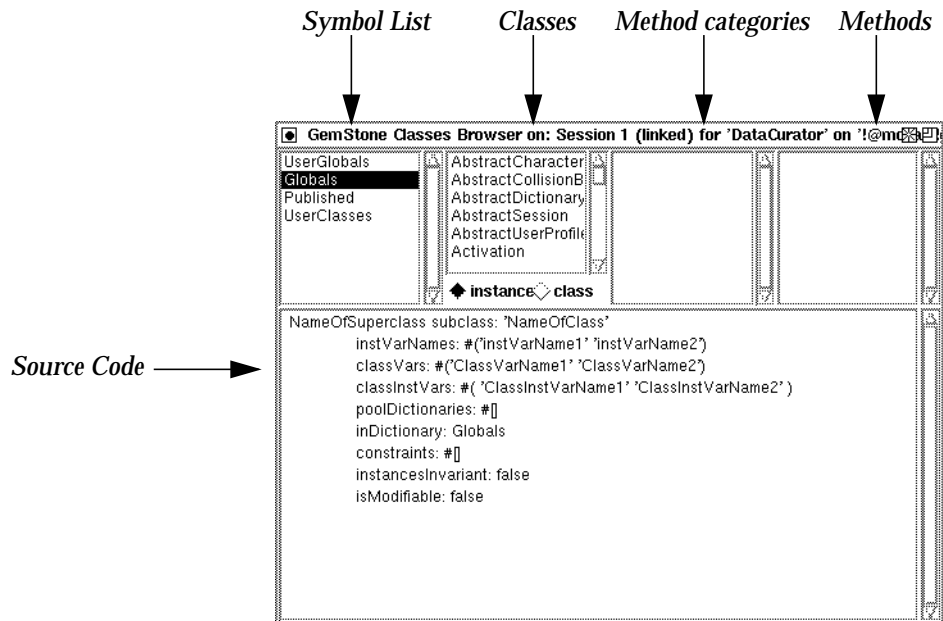 Symbol List Classes Method categories Methods
GemStone Classes Browser on: Session 1 (linked) for 'DataCurator' on
UserGlobals
Globals
Published
UserClasses
AbstractCharacter
AbstractCollisionB
AbstractDictionary
AbstractSession
AbstractUserProfile
Activation
instance class
Source Code
NameOfSuperclass subclass: 'NameOfClass'
instVarNames: #('instVarName1' 'instVarName2')
classVars: #('ClassVarName1' 'ClassVarName2')
classInstVars: #( 'ClassInstVarName1' 'ClassInstVarName2' )
poolDictionaries: #[]
inDictionary: Globals
constraints: #[]
instancesInvariant: false
isModifiable: false